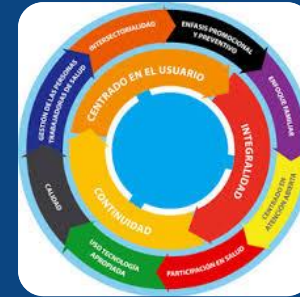 INTERSECTORIALIDAD
ENFASIS PROMOCIONAL
Y PREVENTIVO
ENFOQUE FAMILIAR
CENTRADO EN
ATENCIÓN ABIERTA
PARTICIPACIÓN EN SALUD
USO TECNOLOGÍA
APROPIADA
CALIDAD
GESTIÓN DE LAS PERSONAS
TRABAJADORAS DE SALUD
CENTRADO EN EL USUARIO
INTEGRALIDAD
CONTINUIDAD